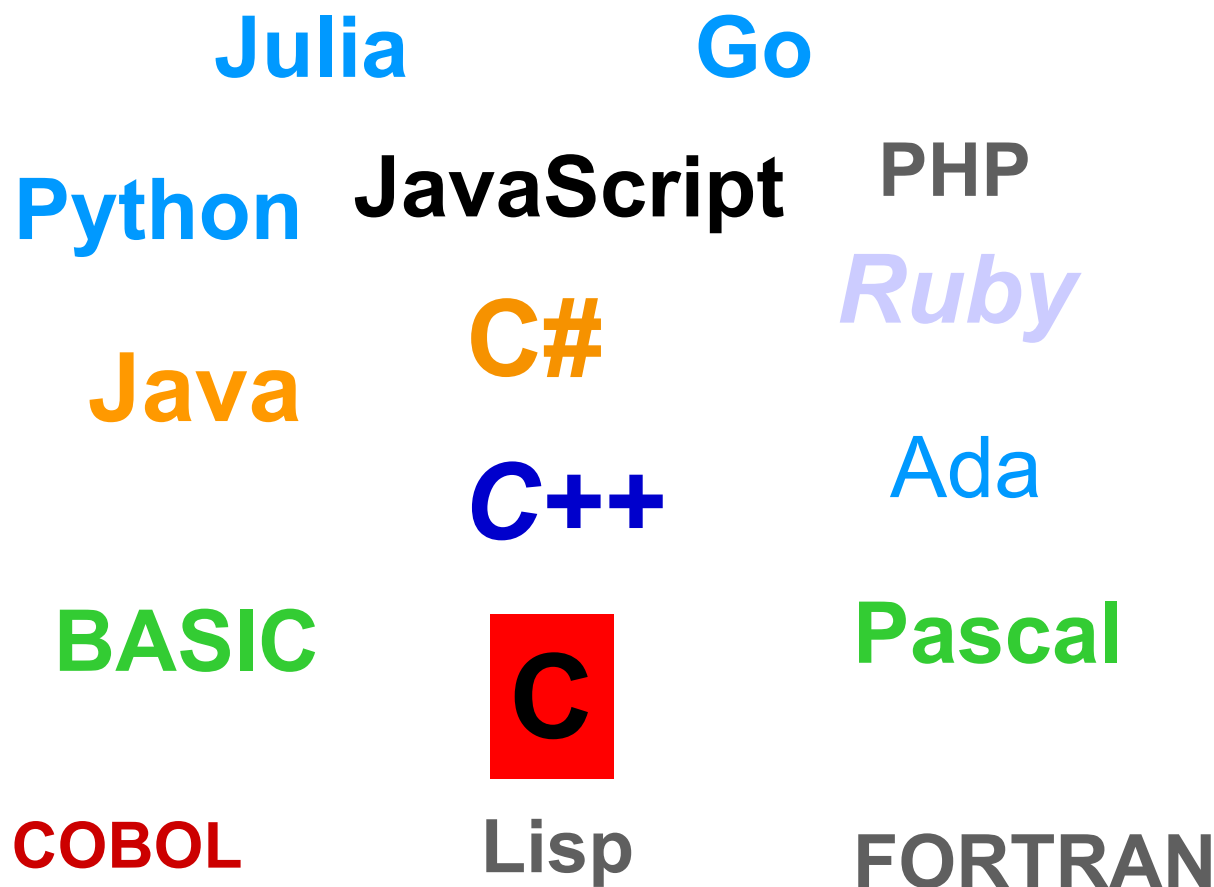 Julia Go
PHP
JavaScript
Python
Ruby
C#
Java
Ada
C++
BASIC
Pascal
C
COBOL
Lisp
FORTRAN